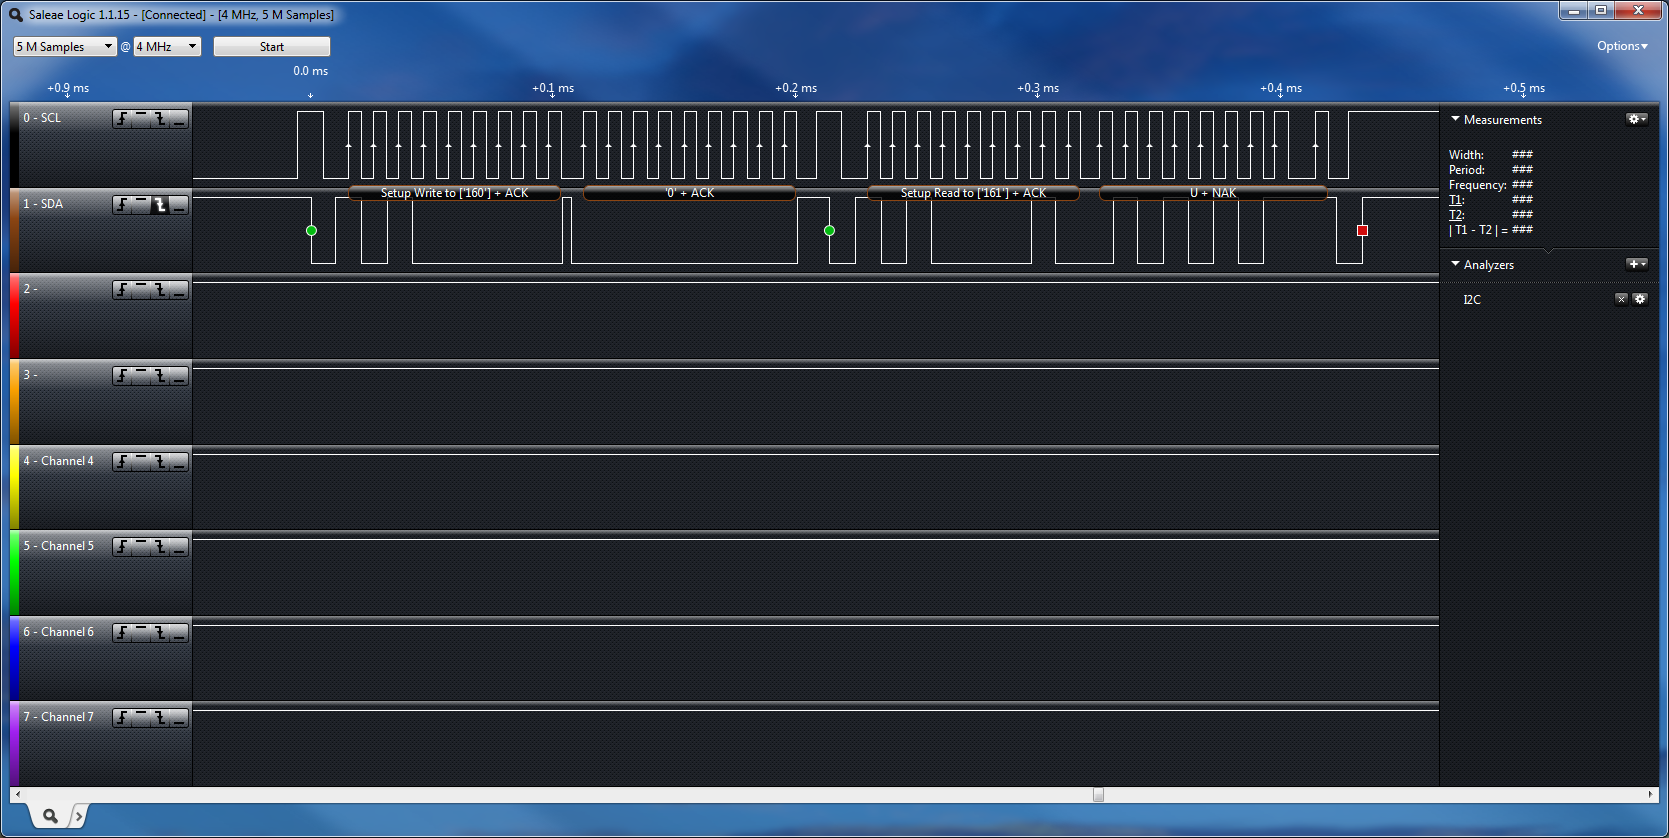 Saleae Logic 1.1.15 - [Connected] - [4 MHz, 5 M Samples]
5 M Samples @ 4 MHz Start Options
0.0 ms
+0.9 ms +0.1 ms +0.2 ms +0.3 ms +0.4 ms +0.5 ms
0 - SCL
Setup Write to ['160'] + ACK '0' + ACK Setup Read to ['161'] + ACK U + NAK
1 - SDA
2 -
3 -
4 - Channel 4
5 - Channel 5
6 - Channel 6
7 - Channel 7
Measurements
Width: ###
Period: ###
Frequency: ###
T1: ###
T2: ###
| T1 - T2 | = ###
Analyzers
I2C